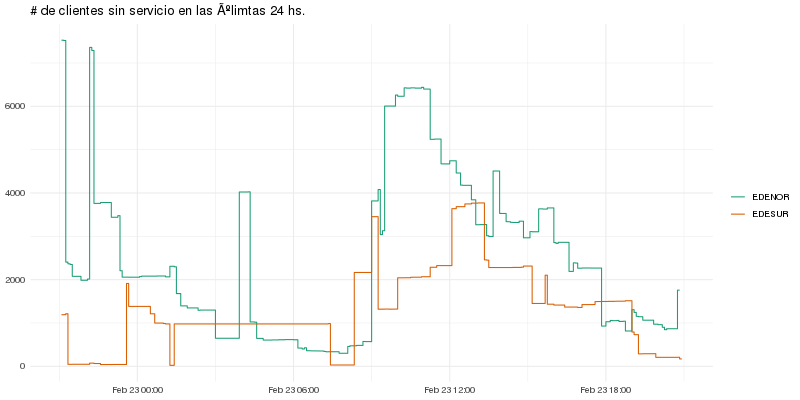 # de clientes sin servicio en las Ãºlimtas 24 hs.
6000
4000
2000
0
Feb 23 00:00
Feb 23 06:00
Feb 23 12:00
Feb 23 18:00
EDENOR
EDESUR